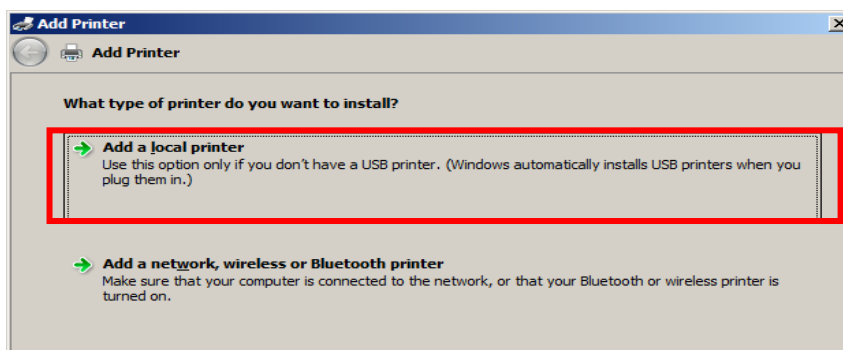 Add Printer
Add Printer
What type of printer do you want to install?
Add a local printer
Use this option only if you don't have a USB printer. (Windows automatically installs USB printers when you
plug them in.)
Add a network, wireless or Bluetooth printer
Make sure that your computer is connected to the network, or that your Bluetooth or wireless printer is
turned on.